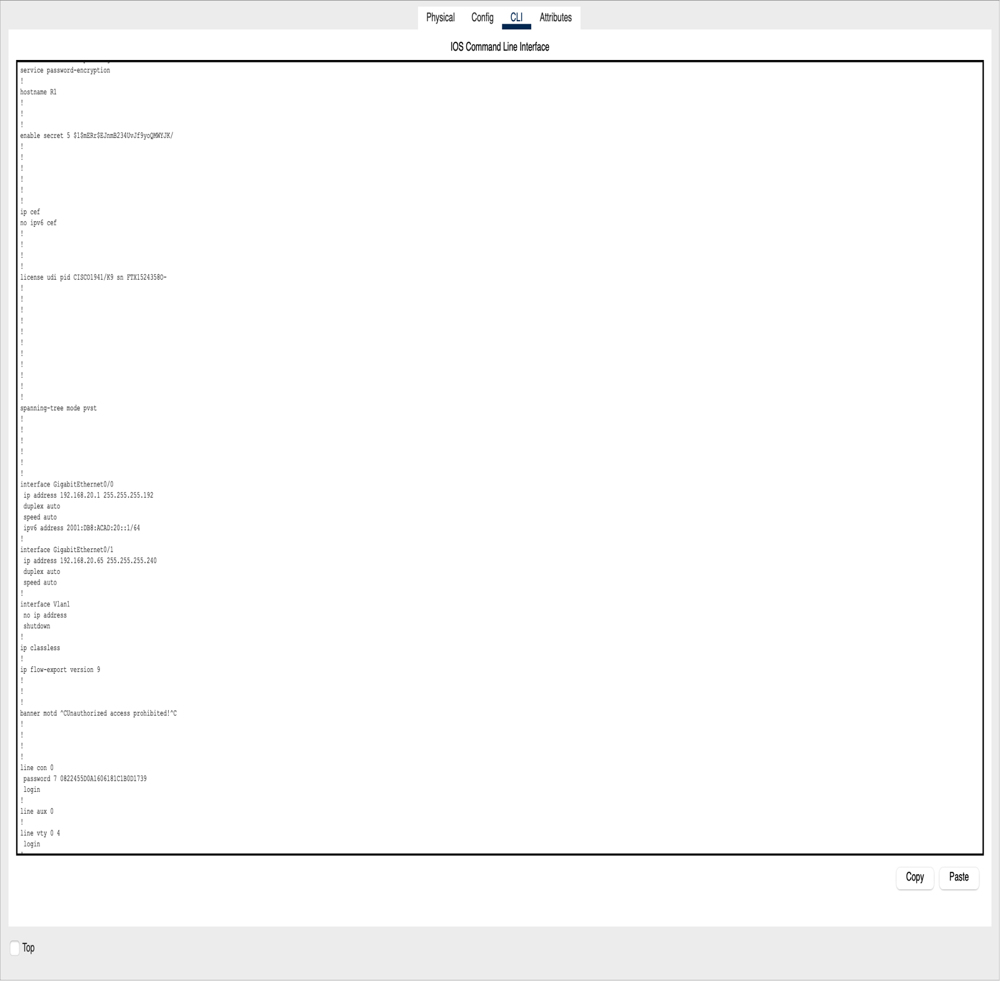 Physical Config CLI Attributes
IOS Command Line Interface
service password-encryption
!
hostname R1
!
!
!
enable secret 5 $1$mERr$EJnmB234UvJf9yoQMWYJK/
!
!
!
!
!
!
ip cef
no ipv6 cef
!
!
!
!
license udi pid CISCO1941/K9 sn FTX1524358O-
!
!
!
!
!
!
!
!
!
!
!
spanning-tree mode pvst
!
!
!
!
!
!
interface GigabitEthernet0/0
ip address 192.168.20.1 255.255.255.192
duplex auto
speed auto
ipv6 address 2001:DB8:ACAD:20::1/64
!
interface GigabitEthernet0/1
ip address 192.168.20.65 255.255.255.240
duplex auto
speed auto
!
interface Vlan1
no ip address
shutdown
!
ip classless
!
ip flow-export version 9
!
!
!
banner motd ^CUnauthorized access prohibited!^C
!
!
!
!
line con 0
password 7 0822455D0A1606181C1B0D1739
login
!
line aux 0
!
line vty 0 4
login
Copy Paste
Top